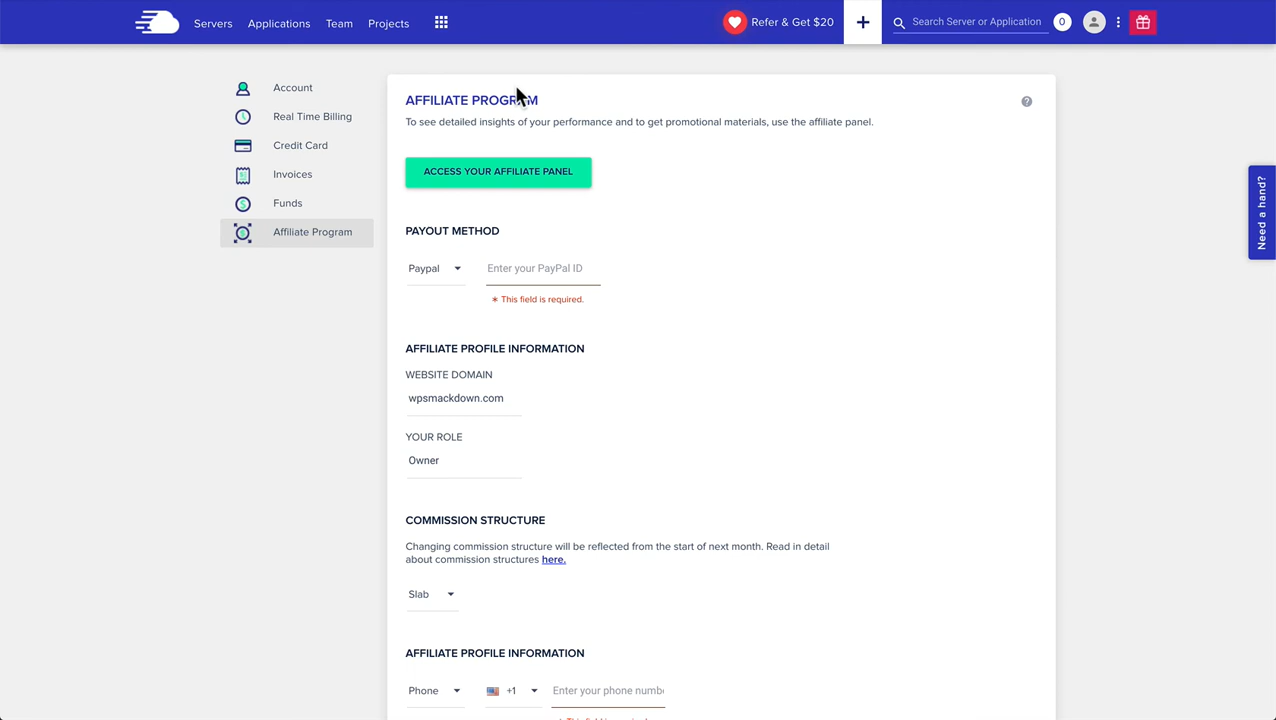 Servers Applications Team Projects Refer & Get $20 + Search Server or Application 0
Account
Real Time Billing
Credit Card
Invoices
Funds
Affiliate Program
AFFILIATE PROGRAM
To see detailed insights of your performance and to get promotional materials, use the affiliate panel.
ACCESS YOUR AFFILIATE PANEL
PAYOUT METHOD
Paypal Enter your PayPal ID
* This field is required.
AFFILIATE PROFILE INFORMATION
WEBSITE DOMAIN
wpsmackdown.com
YOUR ROLE
Owner
COMMISSION STRUCTURE
Changing commission structure will be reflected from the start of next month. Read in detail
about commission structures here.
Slab
AFFILIATE PROFILE INFORMATION
Phone +1 Enter your phone numbe
Need a hand?